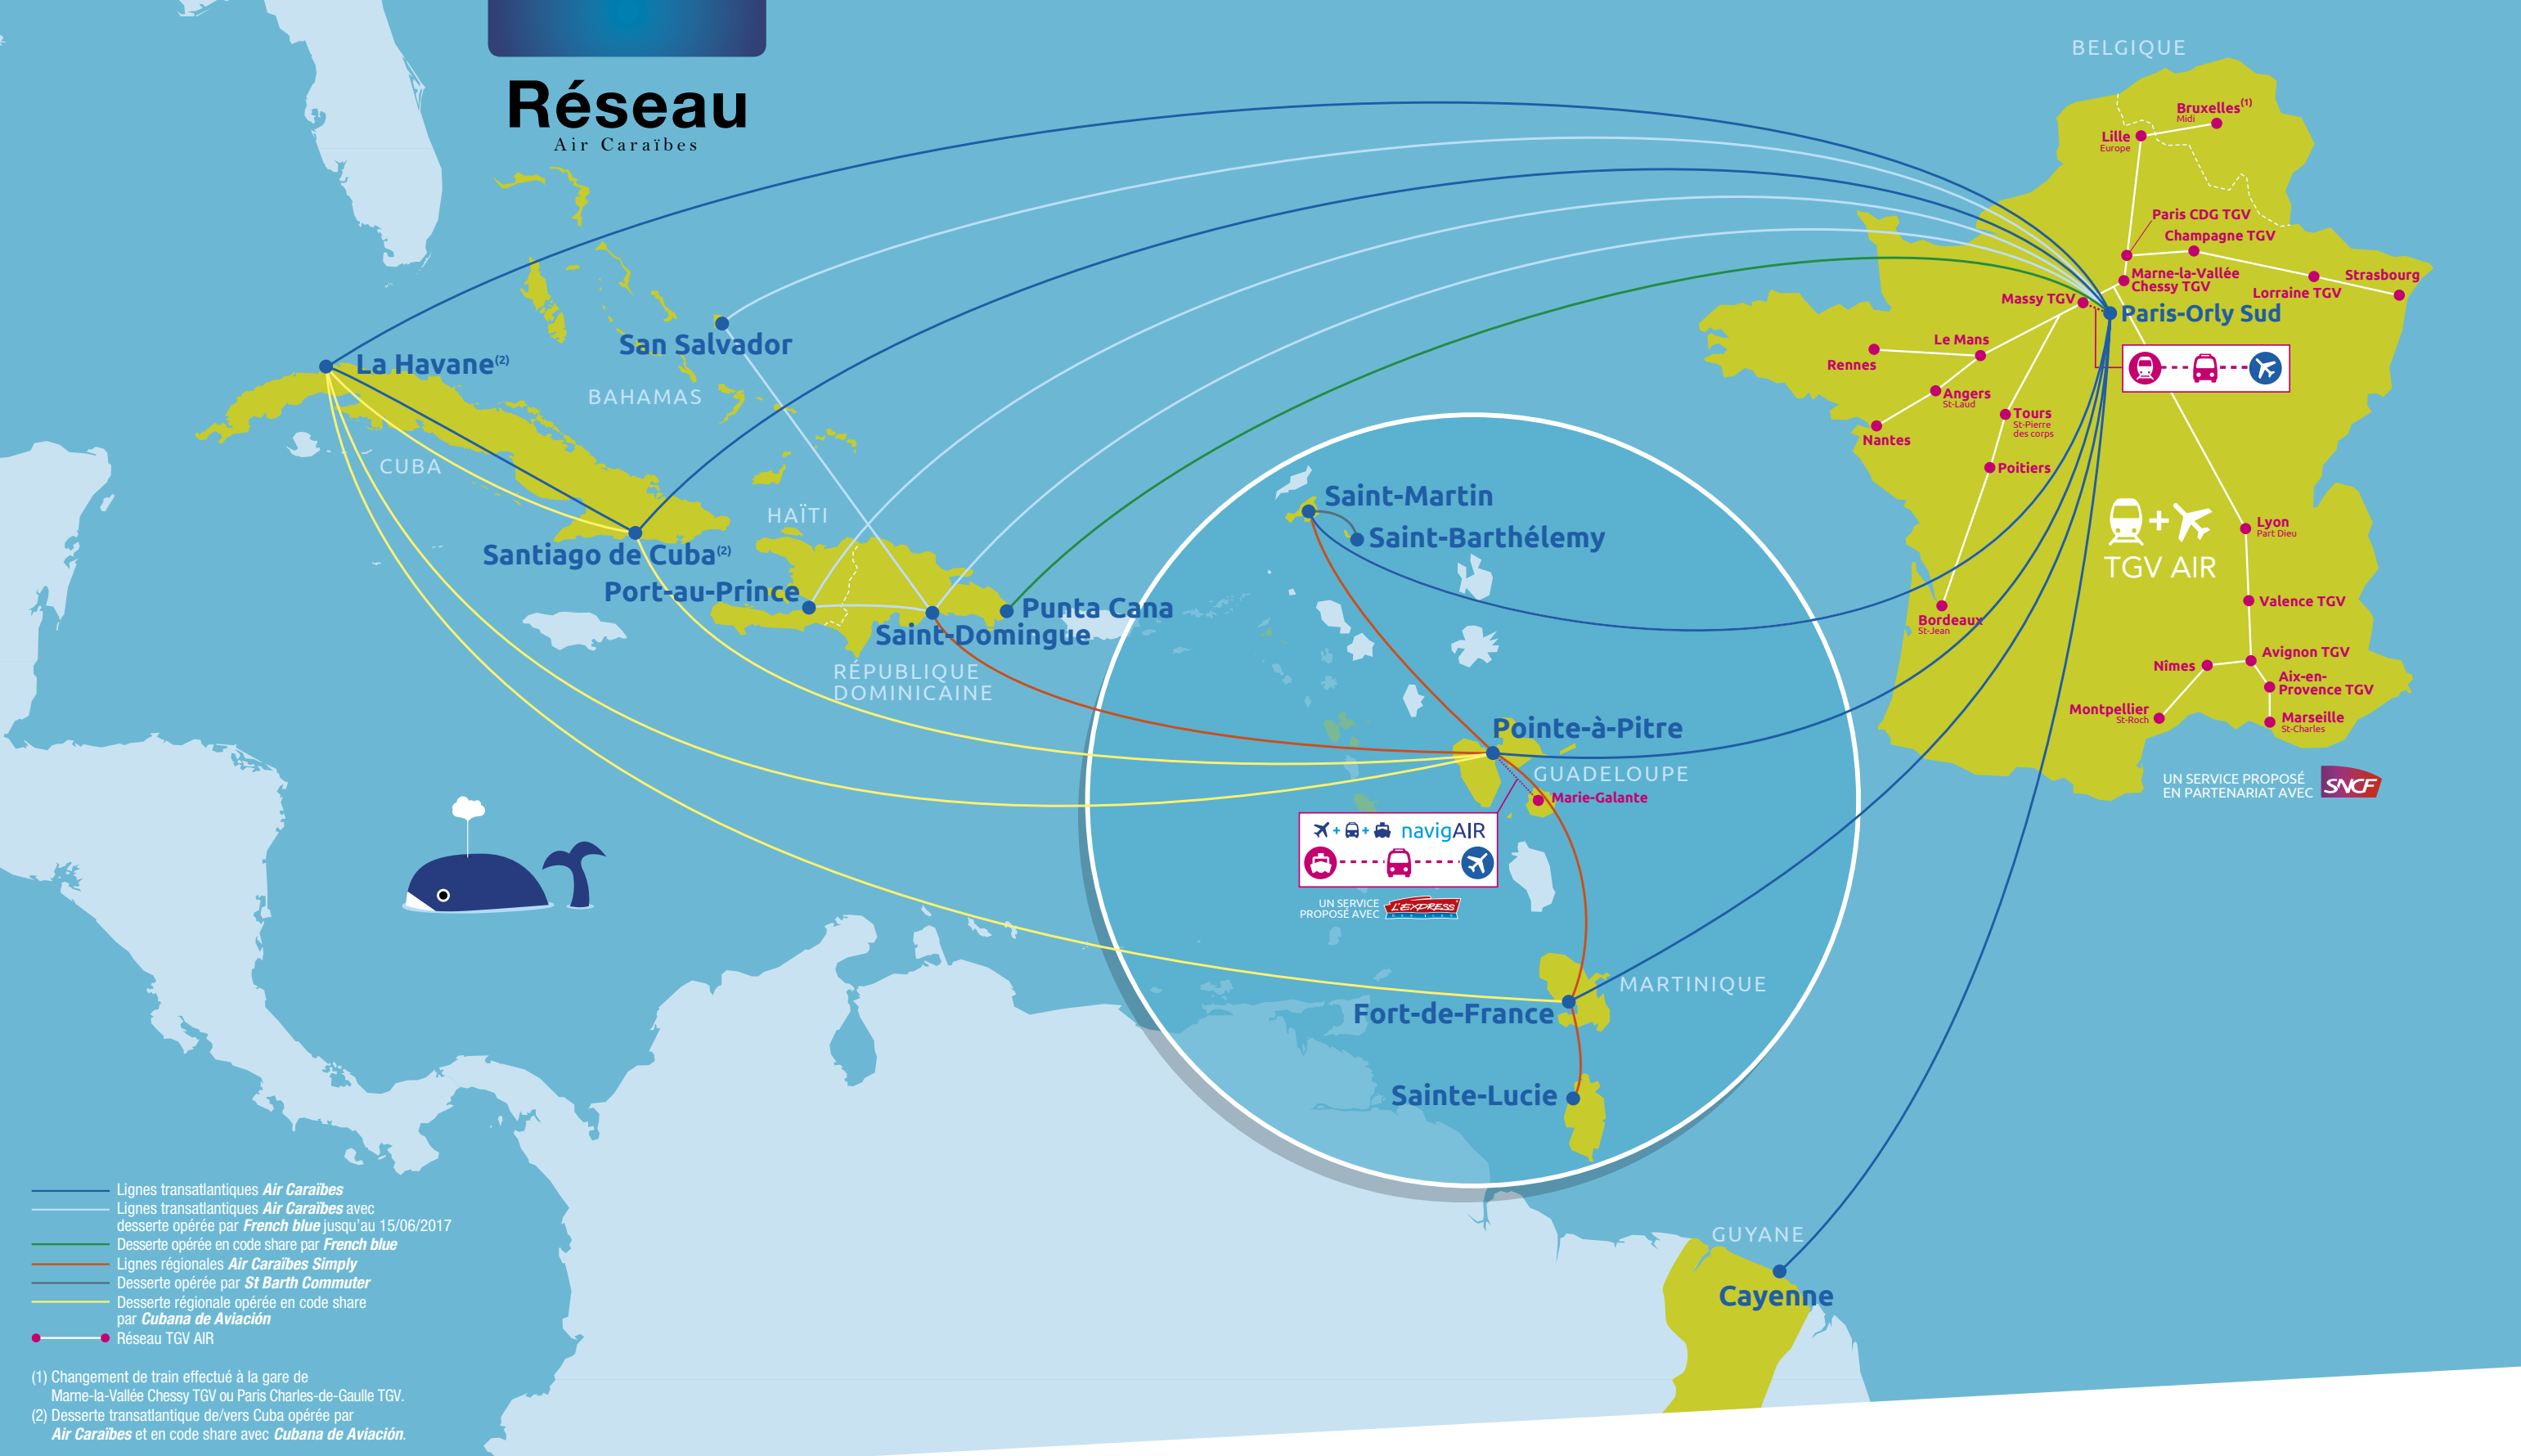 Réseau
Air Caraïbes
BELGIQUE
Bruxelles(1)
Midi
Lille
Europe
Paris CDG TGV
Champagne TGV
Marne-la-Vallée
Chessy TGV
Strasbourg
Lorraine TGV
Massy TGV
Paris-Orly Sud
Le Mans
Rennes
Angers
St-Laud
Tours
St-Pierre
des corps
Nantes
Poitiers
TGV AIR
Lyon
Part Dieu
Valence TGV
Bordeaux
St-Jean
Avignon TGV
Nîmes
Aix-en-
Provence TGV
Montpellier
St-Roch
Marseille
St-Charles
UN SERVICE PROPOSÉ
EN PARTENARIAT AVEC
SNCF
La Havane(2)
San Salvador
BAHAMAS
CUBA
HAÏTI
Santiago de Cuba(2)
Port-au-Prince
Punta Cana
Saint-Domingue
RÉPUBLIQUE
DOMINICAINE
Saint-Martin
Saint-Barthélemy
Pointe-à-Pitre
GUADELOUPE
Marie-Galante
navigAIR
UN SERVICE
PROPOSÉ AVEC
L'EXPRESS
MARTINIQUE
Fort-de-France
Sainte-Lucie
GUYANE
Cayenne
Lignes transatlantiques Air Caraïbes
Lignes transatlantiques Air Caraïbes avec
desserte opérée par French blue jusqu'au 15/06/2017
Desserte opérée en code share par French blue
Lignes régionales Air Caraïbes Simply
Desserte opérée par St Barth Commuter
Desserte régionale opérée en code share
par Cubana de Aviación
Réseau TGV AIR
(1) Changement de train effectué à la gare de
Marne-la-Vallée Chessy TGV ou Paris Charles-de-Gaulle TGV.
(2) Desserte transatlantique de/vers Cuba opérée par
Air Caraïbes et en code share avec Cubana de Aviación.